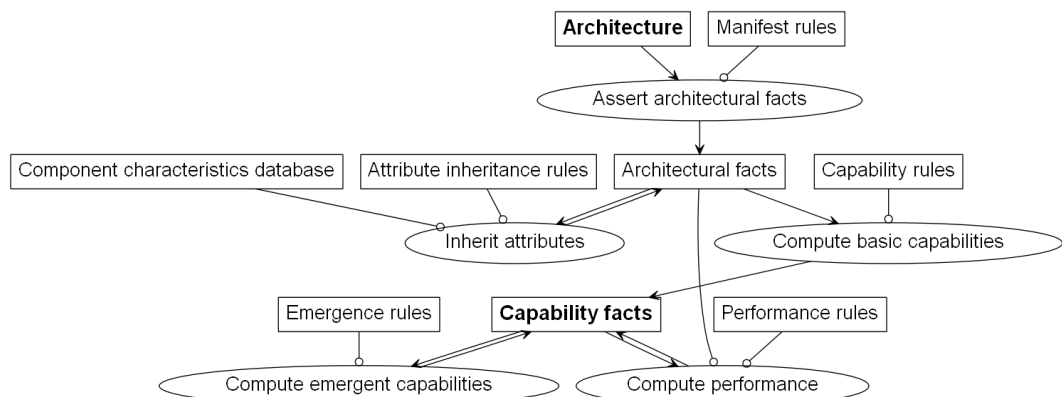 Architecture
Manifest rules
Assert architectural facts
Component characteristics database
Attribute inheritance rules
Architectural facts
Capability rules
Inherit attributes
Compute basic capabilities
Emergence rules
Capability facts
Performance rules
Compute emergent capabilities
Compute performance